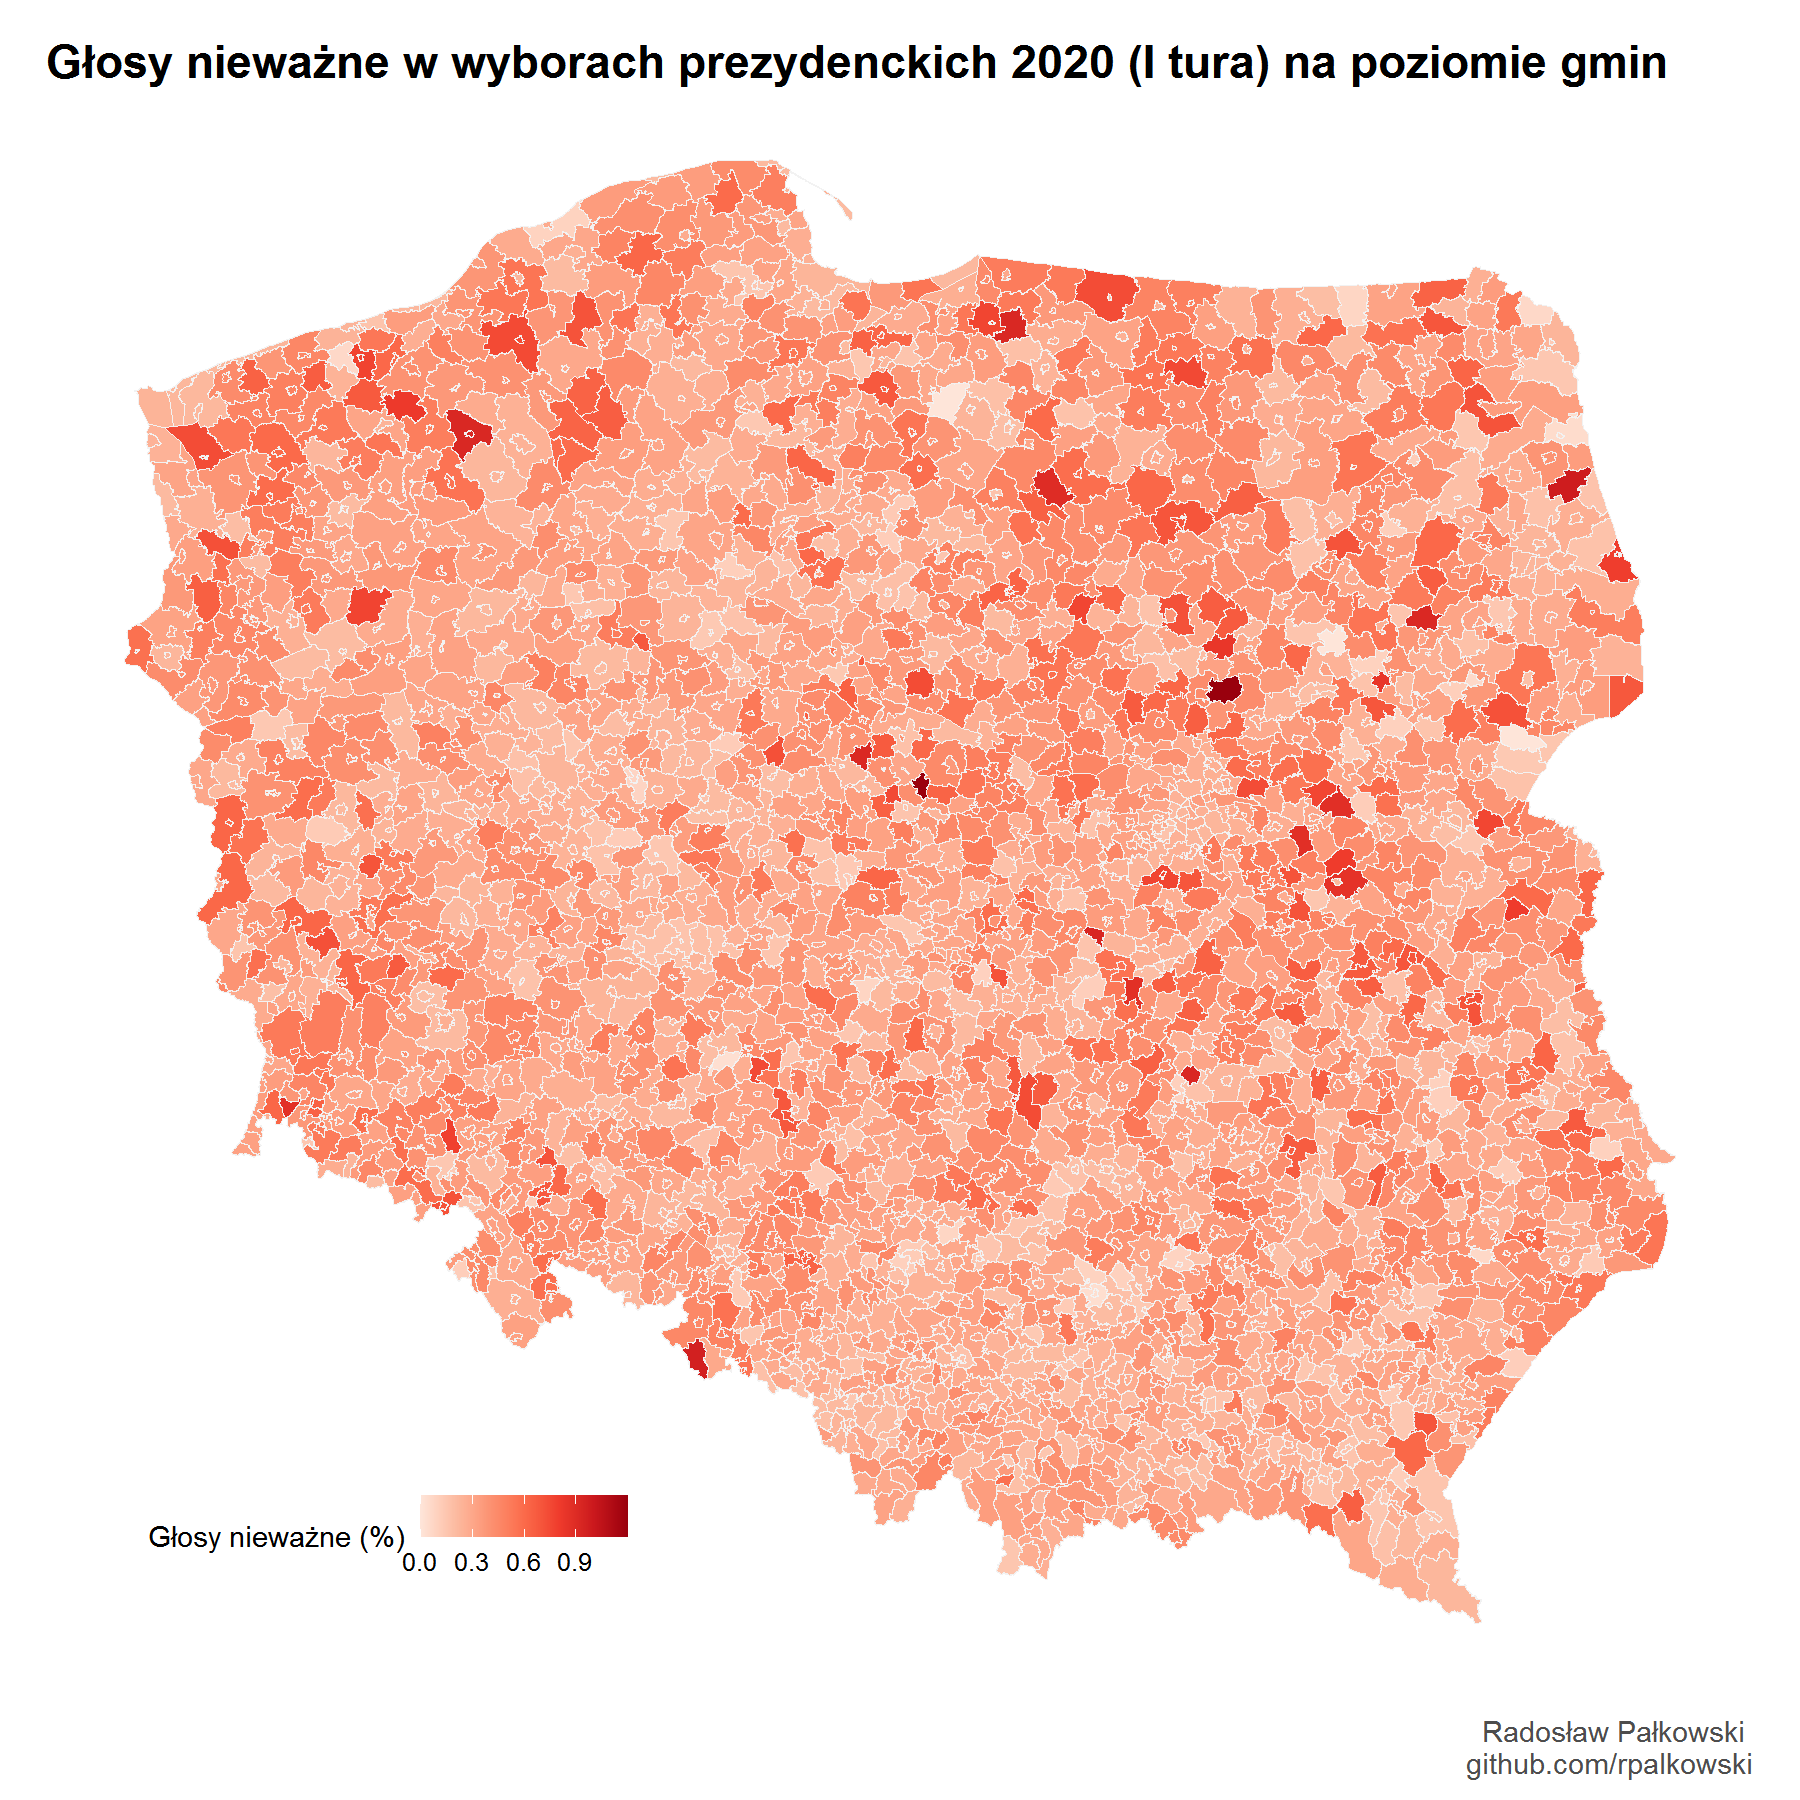 Głosy nieważne w wyborach prezydenckich 2020 (I tura) na poziomie gmin
Głosy nieważne (%)
0.0 0.3 0.6 0.9
Radosław Pałkowski
github.com/rpalkowski